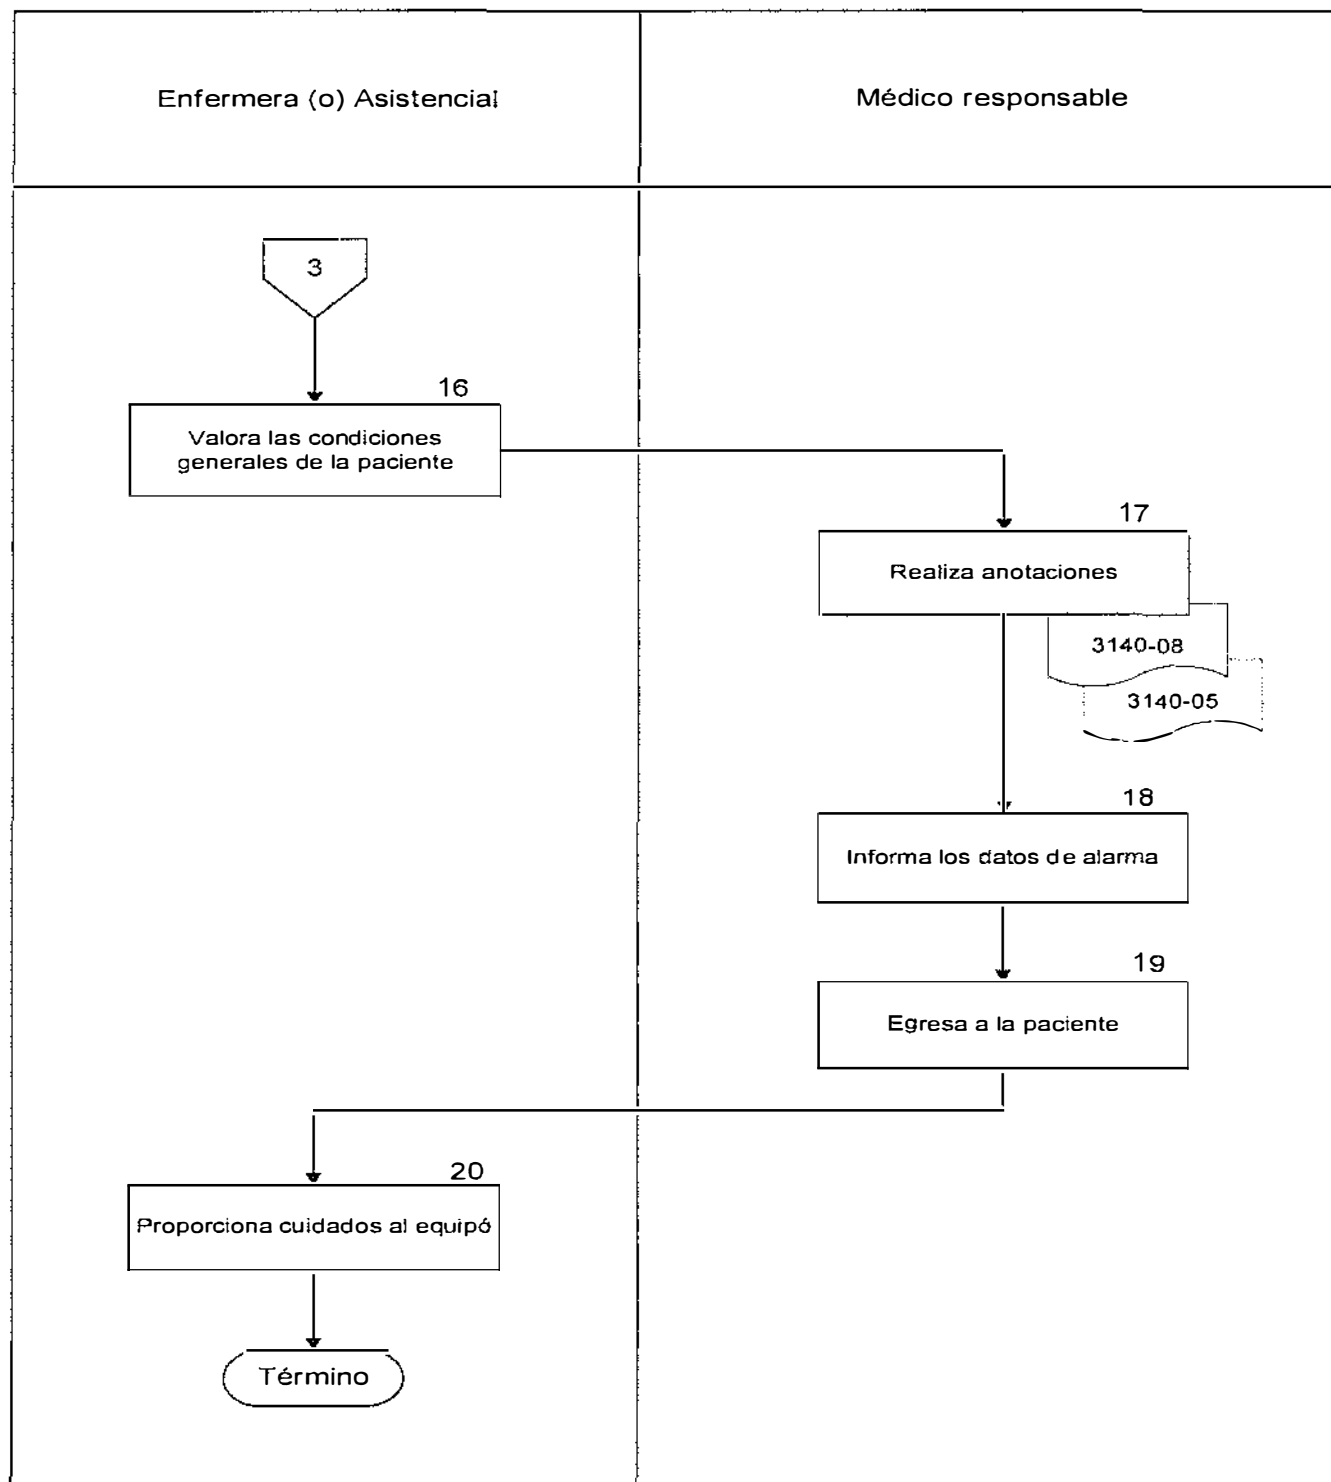 Enfermera (o) Asistencial
Médico responsable
3
16
Valora las condiciones
generales de la paciente
17
Realiza anotaciones
3140-08
3140-05
18
Informa los datos de alarma
19
Egresa a la paciente
20
Proporciona cuidados al equipó
Término